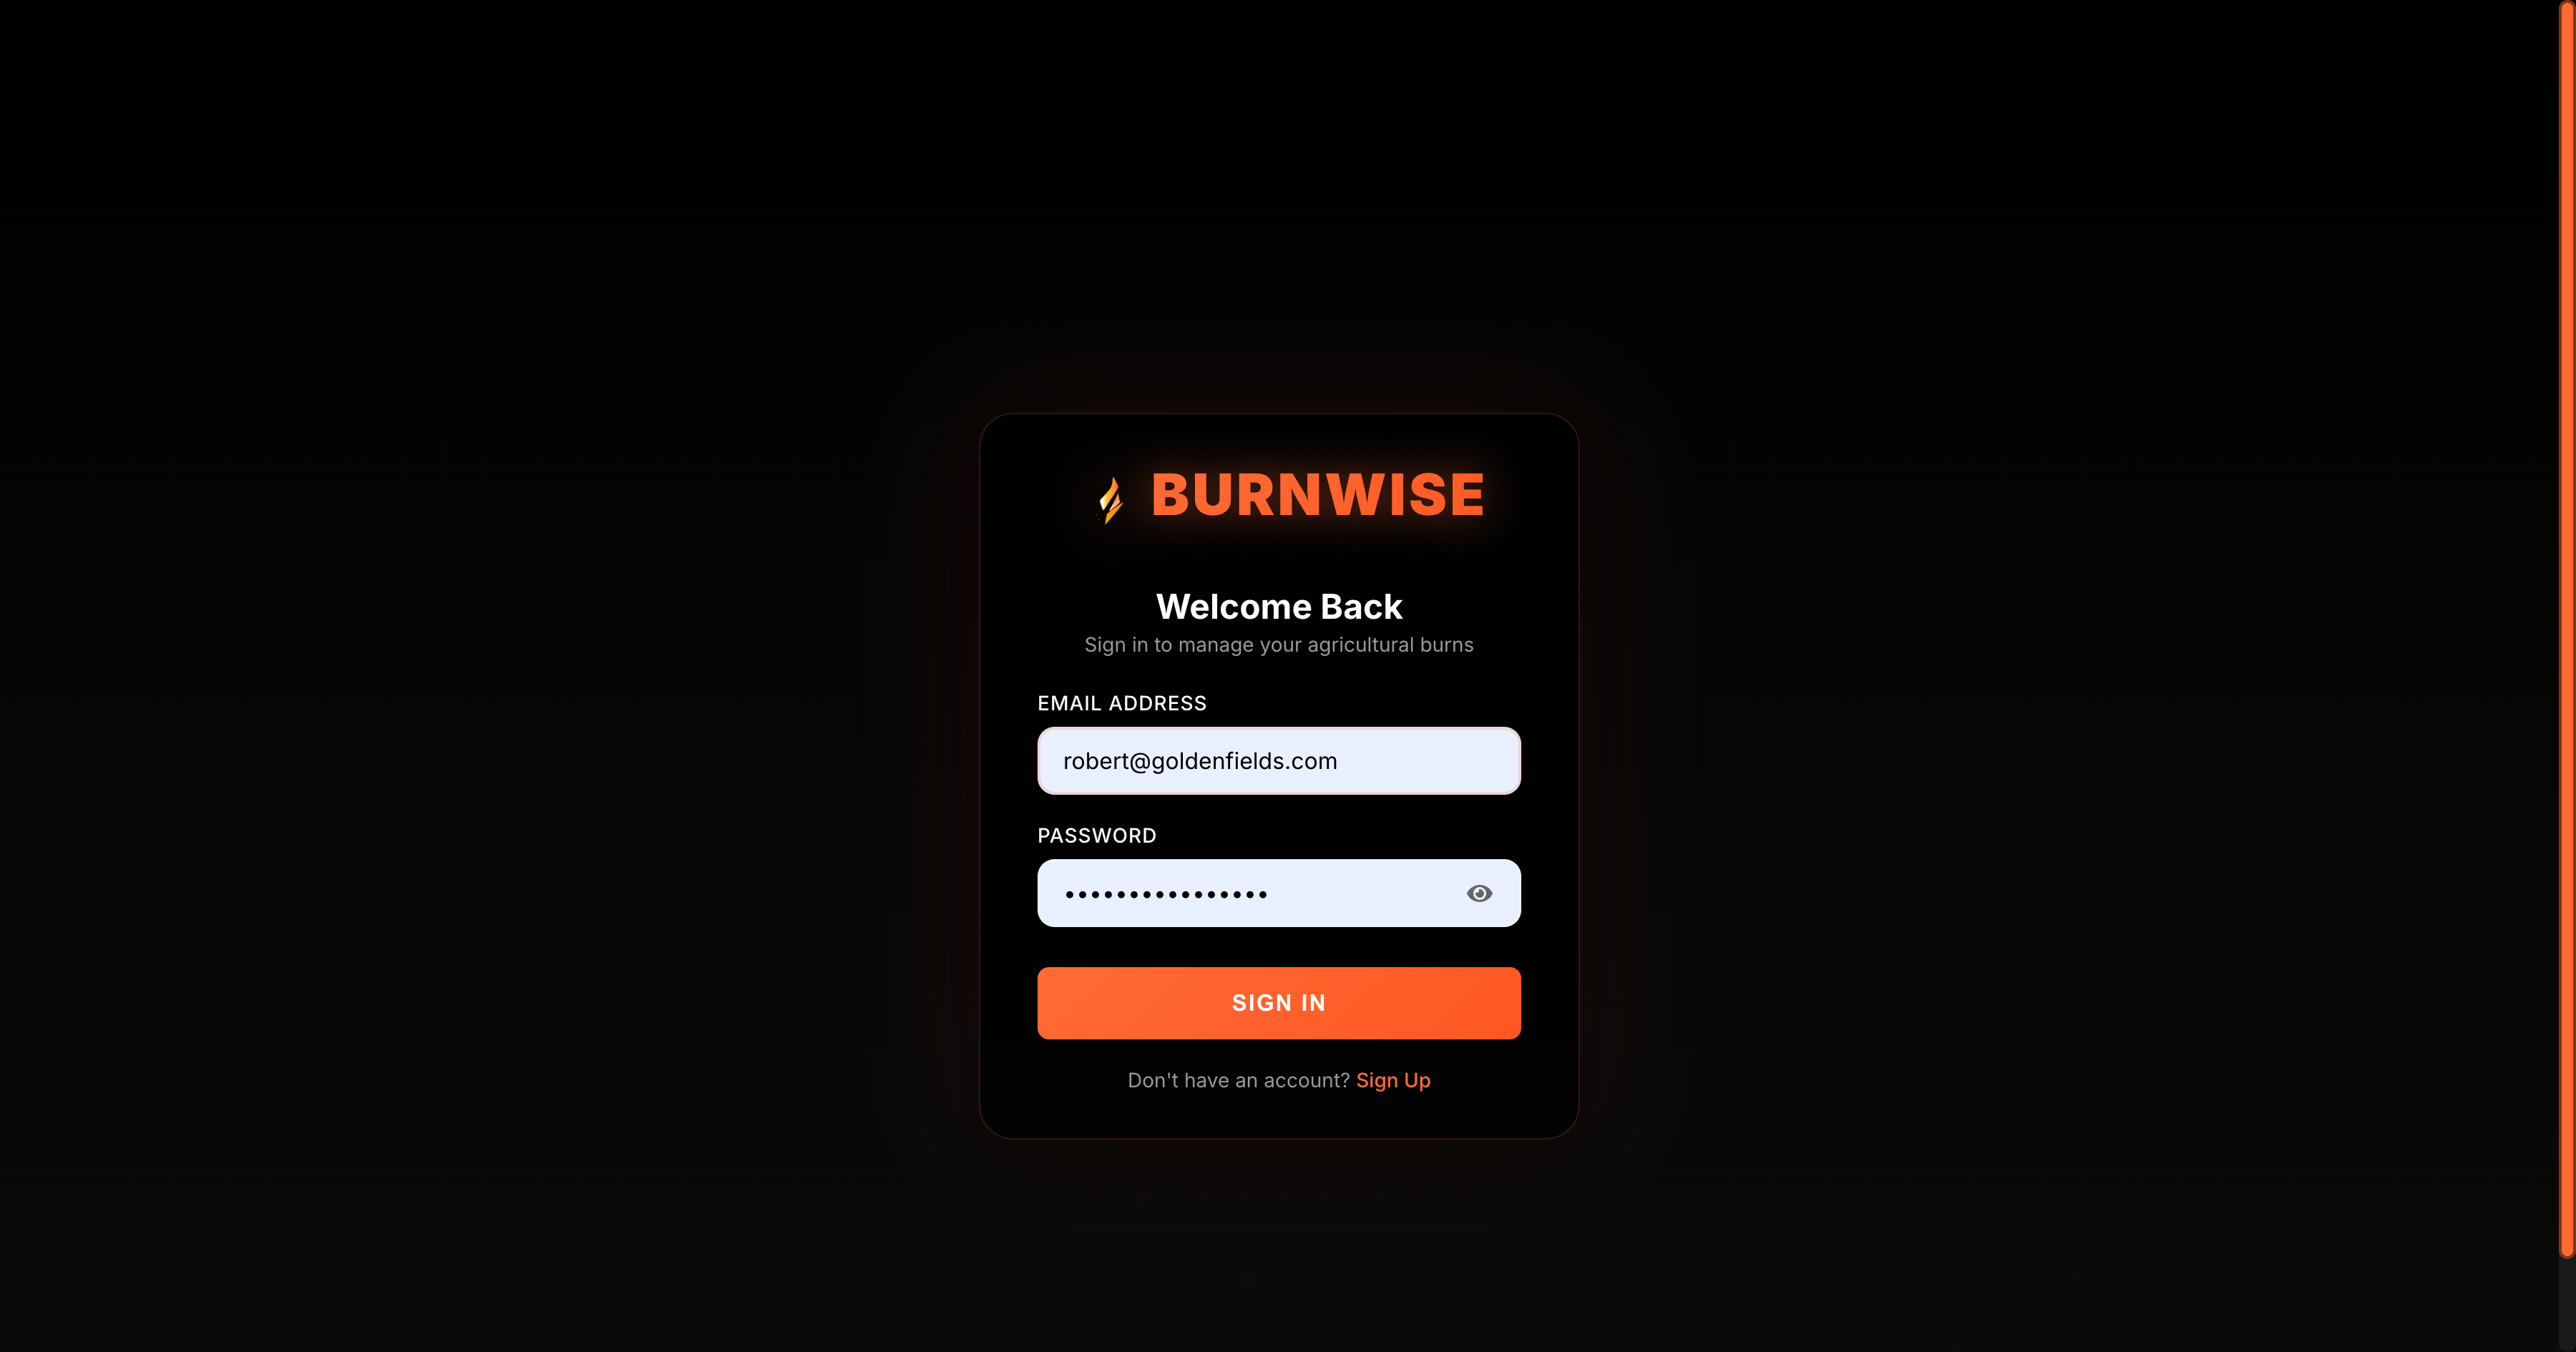 BURNWISE
Welcome Back
Sign in to manage your agricultural burns
EMAIL ADDRESS
robert@goldenfields.com
PASSWORD
••••••••••••••••
SIGN IN
Don't have an account? Sign Up